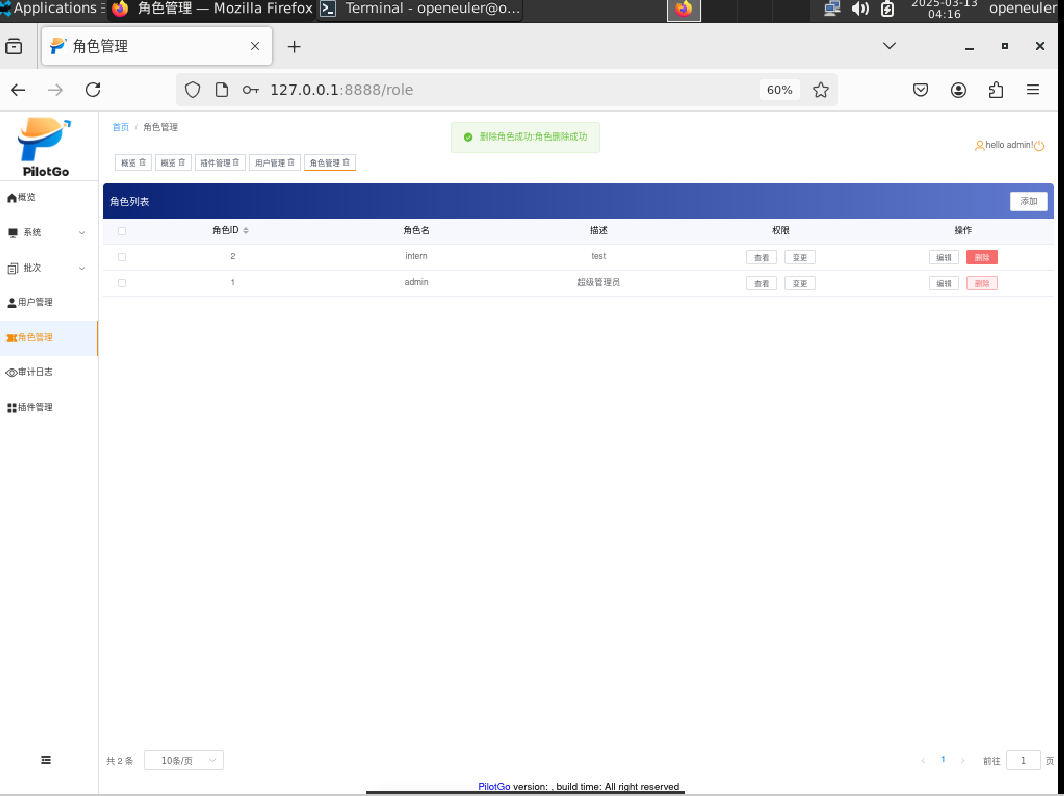 Applications 角色管理 — Mozilla Firefox Terminal - openeuler@o... 2025-03-13 openeuler
04:16
角色管理
127.0.0.1:8888/role 60%
PilotGo
首页 / 角色管理
删除角色成功:角色删除成功
hello admin!
概览 概览 插件管理 用户管理 角色管理
概览
系统
批次
用户管理
角色管理
审计日志
插件管理
角色列表 添加
角色ID 角色名 描述 权限 操作
2 intern test 查看 变更 编辑 删除
1 admin 超级管理员 查看 变更 编辑 删除
共 2 条 10条/页 1 前往 1 页
PilotGo version: , build time: All right reserved